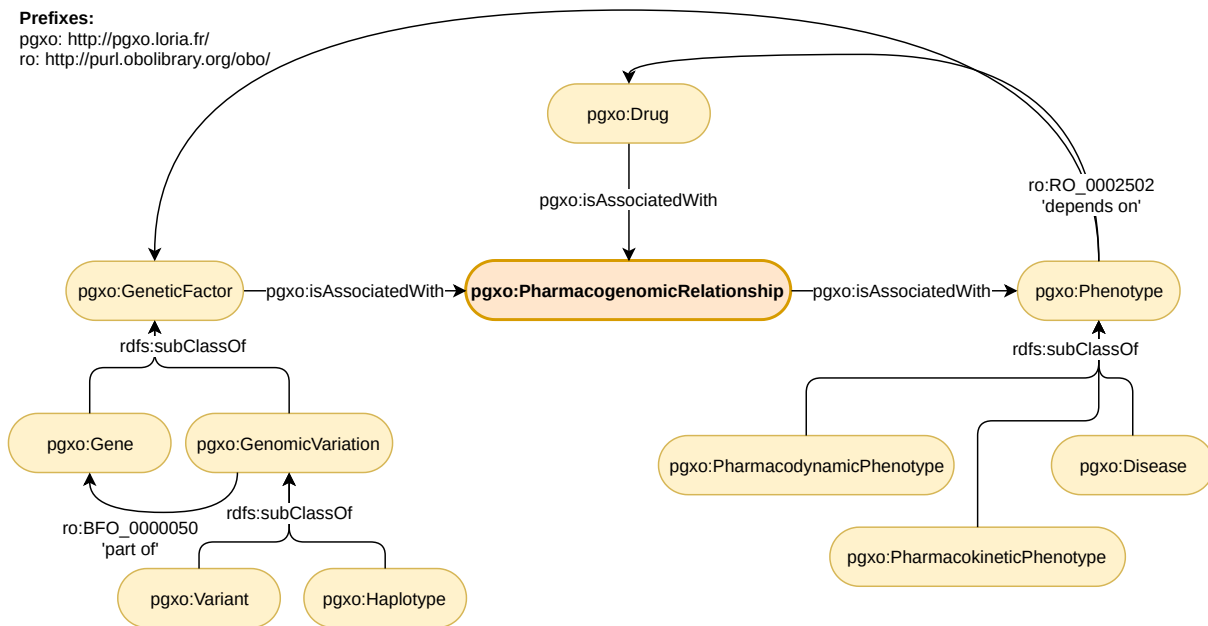 Prefixes:
pgxo: http://pgxo.loria.fr/
ro: http://purl.obolibrary.org/obo/
pgxo:Drug
ro:RO_0002502
'depends on'
pgxo:isAssociatedWith
pgxo:GeneticFactor
pgxo:isAssociatedWith
pgxo:PharmacogenomicRelationship
pgxo:isAssociatedWith
pgxo:Phenotype
rdfs:subClassOf
rdfs:subClassOf
pgxo:Gene
pgxo:GenomicVariation
pgxo:PharmacodynamicPhenotype
pgxo:Disease
rdfs:subClassOf
ro:BFO_0000050
'part of'
pgxo:PharmacokineticPhenotype
pgxo:Variant
pgxo:Haplotype